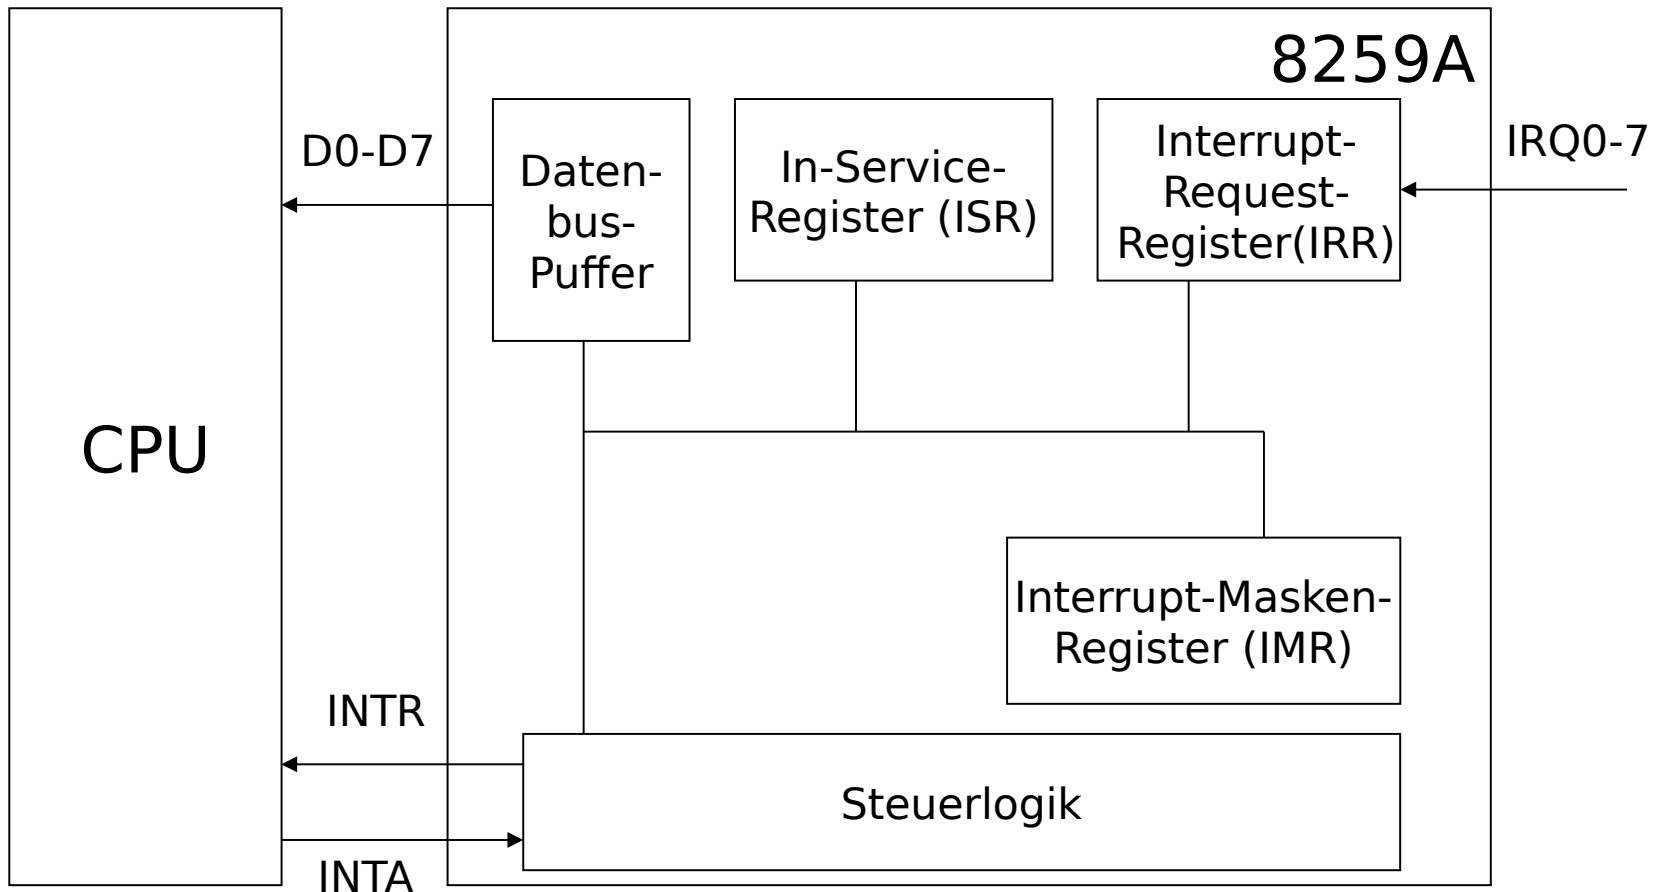 8259A
D0-D7
Daten-
bus-
Puffer
In-Service-
Register (ISR)
Interrupt-
Request-
Register(IRR)
IRQ0-7
CPU
Interrupt-Masken-
Register (IMR)
INTR
Steuerlogik
INTA